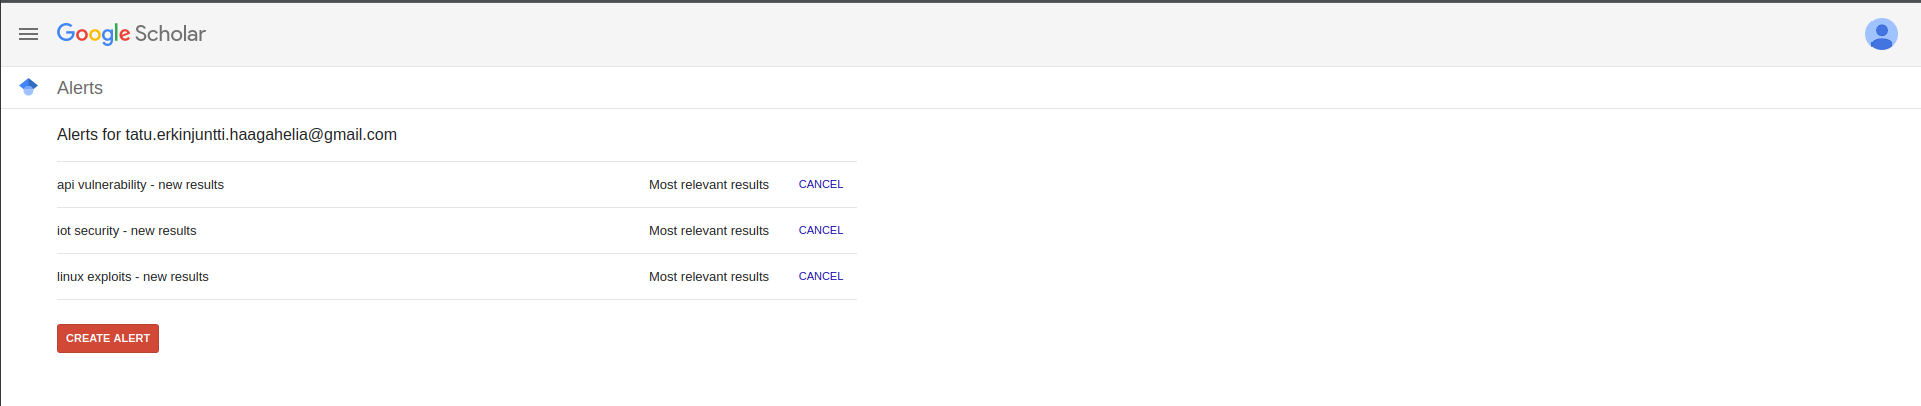 Google Scholar
Alerts
Alerts for tatu.erkinjuntti.haagahelia@gmail.com
api vulnerability - new results Most relevant results CANCEL
iot security - new results Most relevant results CANCEL
linux exploits - new results Most relevant results CANCEL
CREATE ALERT